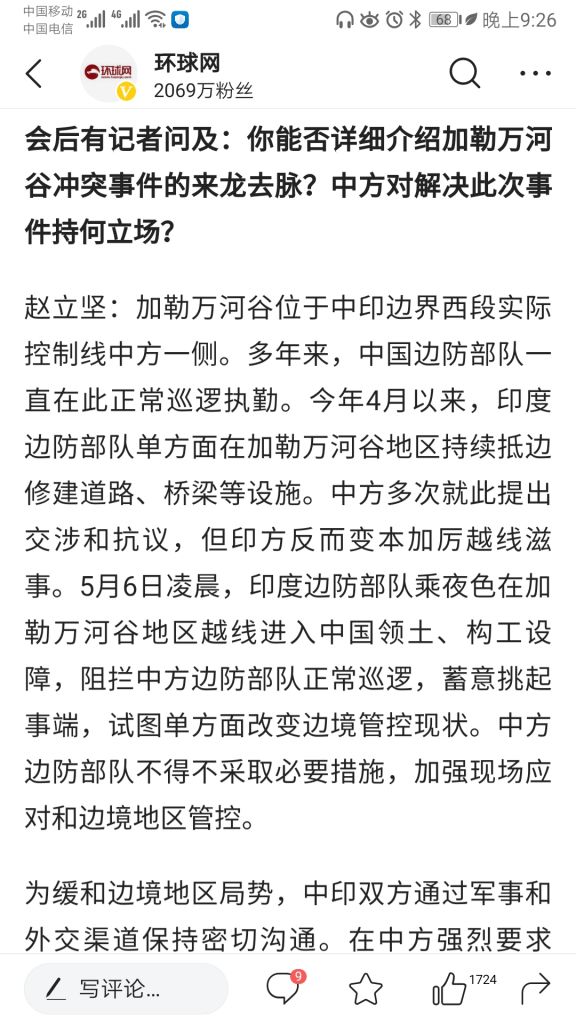 中国移动 2G 4G
中国电信
68 晚上9:26
环球网
环球网
2069万粉丝
会后有记者问及：你能否详细介绍加勒万河
谷冲突事件的来龙去脉？中方对解决此次事
件持何立场？
赵立坚：加勒万河谷位于中印边界西段实际
控制线中方一侧。多年来，中国边防部队一
直在此正常巡逻执勤。今年4月以来，印度
边防部队单方面在加勒万河谷地区持续抵边
修建道路、桥梁等设施。中方多次就此提出
交涉和抗议，但印方反而变本加厉越线滋
事。5月6日凌晨，印度边防部队乘夜色在加
勒万河谷地区越线进入中国领土、构工设
障，阻拦中方边防部队正常巡逻，蓄意挑起
事端，试图单方面改变边境管控现状。中方
边防部队不得不采取必要措施，加强现场应
对和边境地区管控。
为缓和边境地区局势，中印双方通过军事和
外交渠道保持密切沟通。在中方强烈要求
写评论... 9 1724